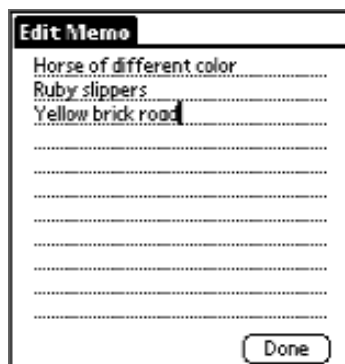 Edit Memo
Horse of different color
Ruby slippers
Yellow brick road
Done